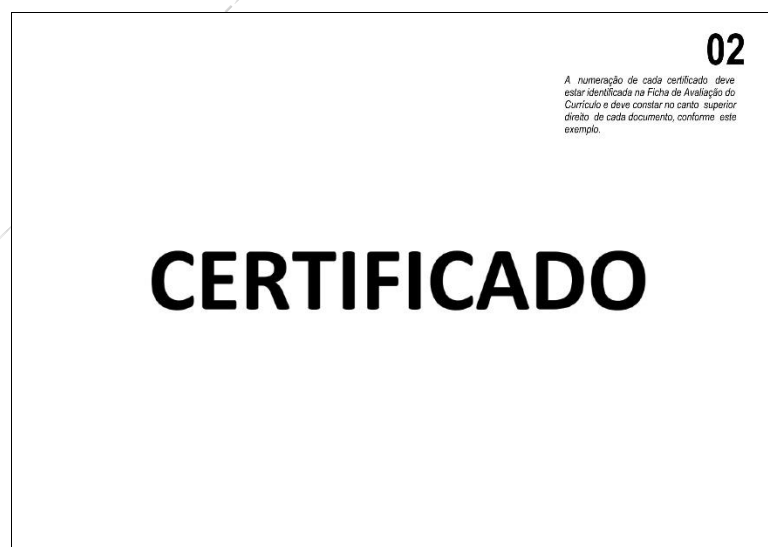 02
A numeração de cada certificado deve
estar identificada na Ficha de Avaliação do
Currículo e deve constar no canto superior
direito de cada documento, conforme este
exemplo.
CERTIFICADO